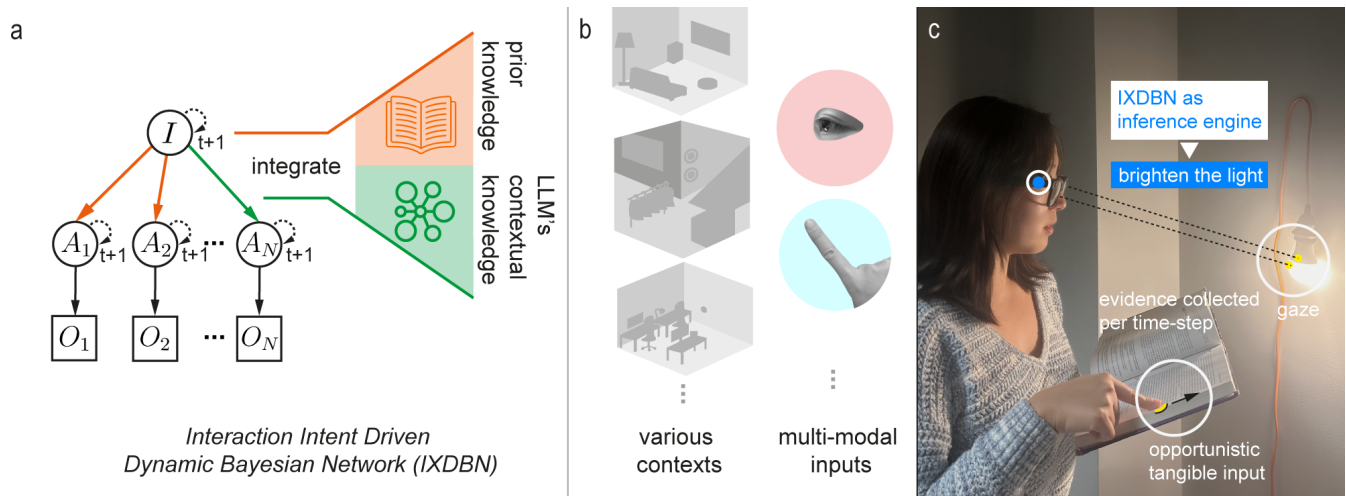 a
prior
knowledge
I
t+1
integrate
LLM's
contextual
knowledge
A₁
t+1
A₂
t+1
...
A_N
t+1
O₁
O₂
...
O_N
Interaction Intent Driven
Dynamic Bayesian Network (IXDBN)
b
various
contexts
multi-modal
inputs
c
IXDBN as
inference engine
brighten the light
evidence collected
per time-step
gaze
opportunistic
tangible input